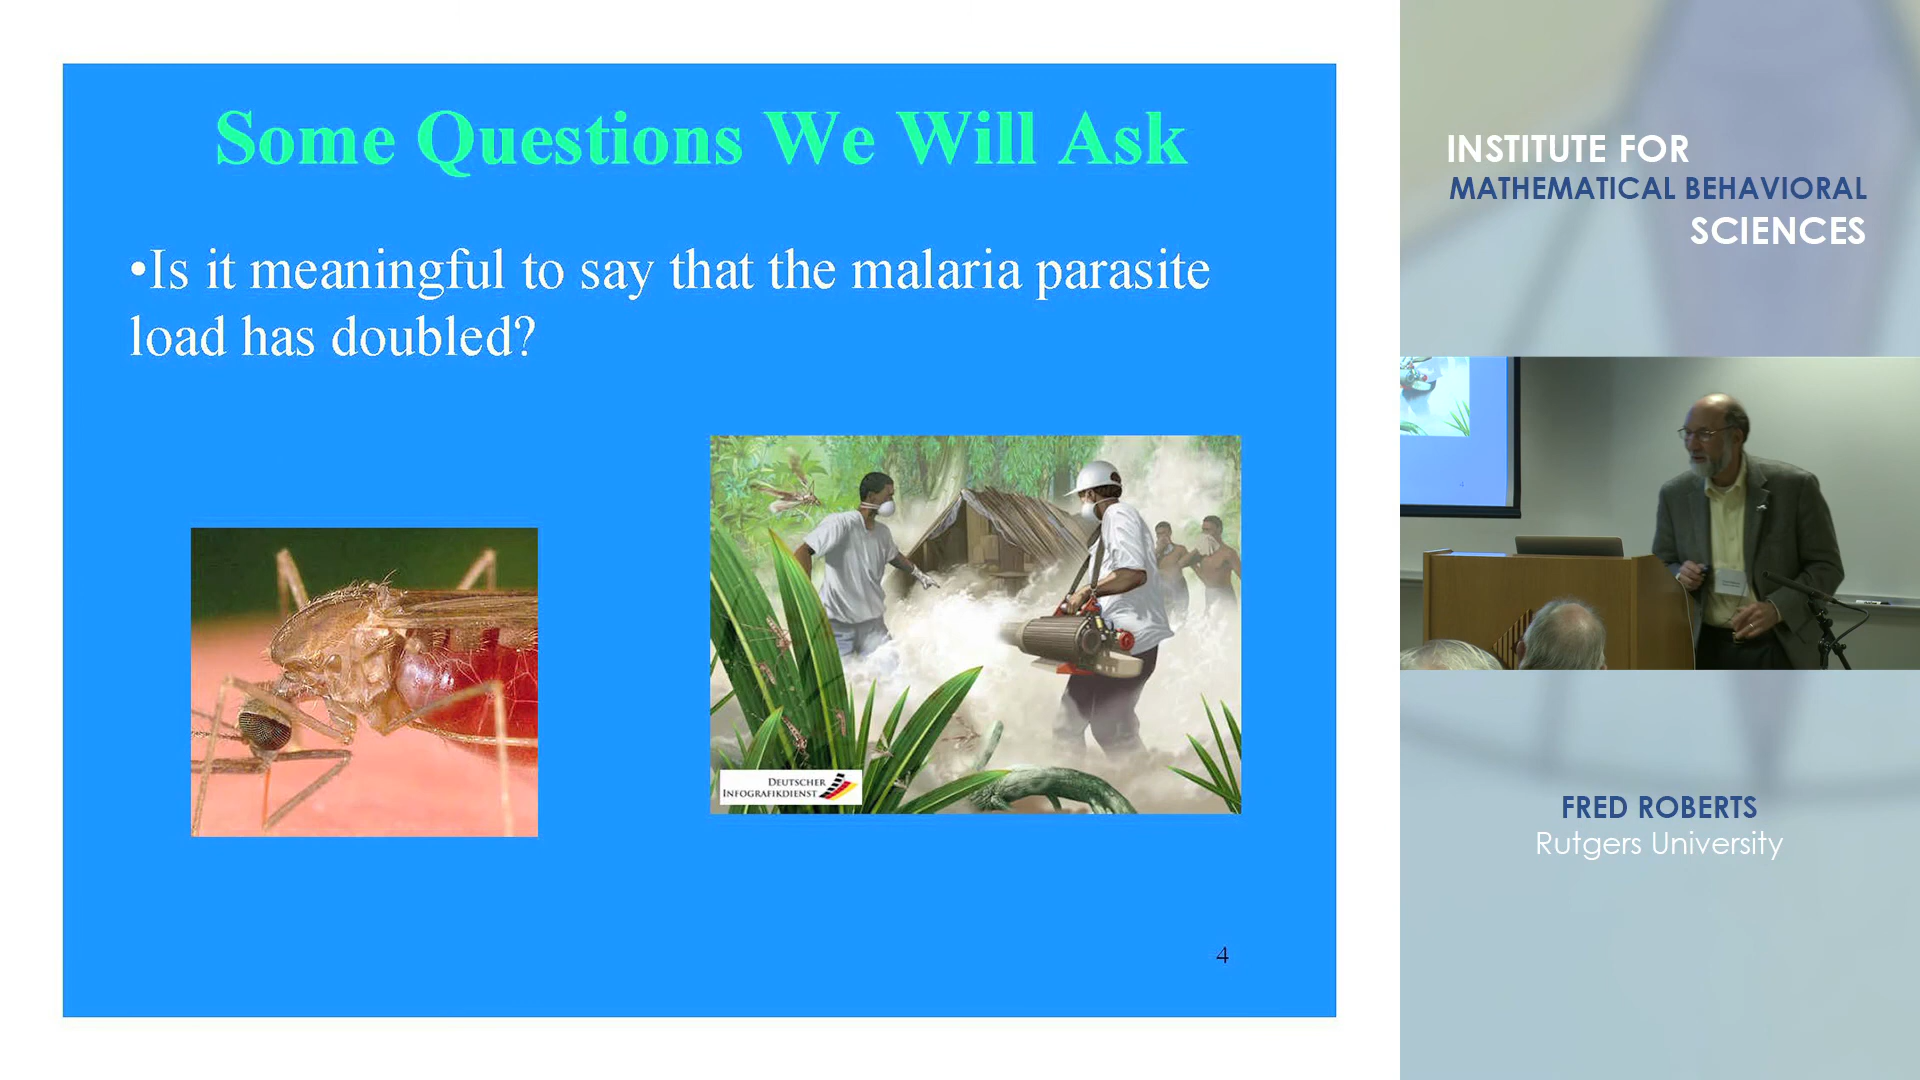 Some Questions We Will Ask
•Is it meaningful to say that the malaria parasite
load has doubled?
DEUTSCHER
INFOGRAFIKDIENST
4
INSTITUTE FOR
MATHEMATICAL BEHAVIORAL
SCIENCES
FRED ROBERTS
Rutgers University